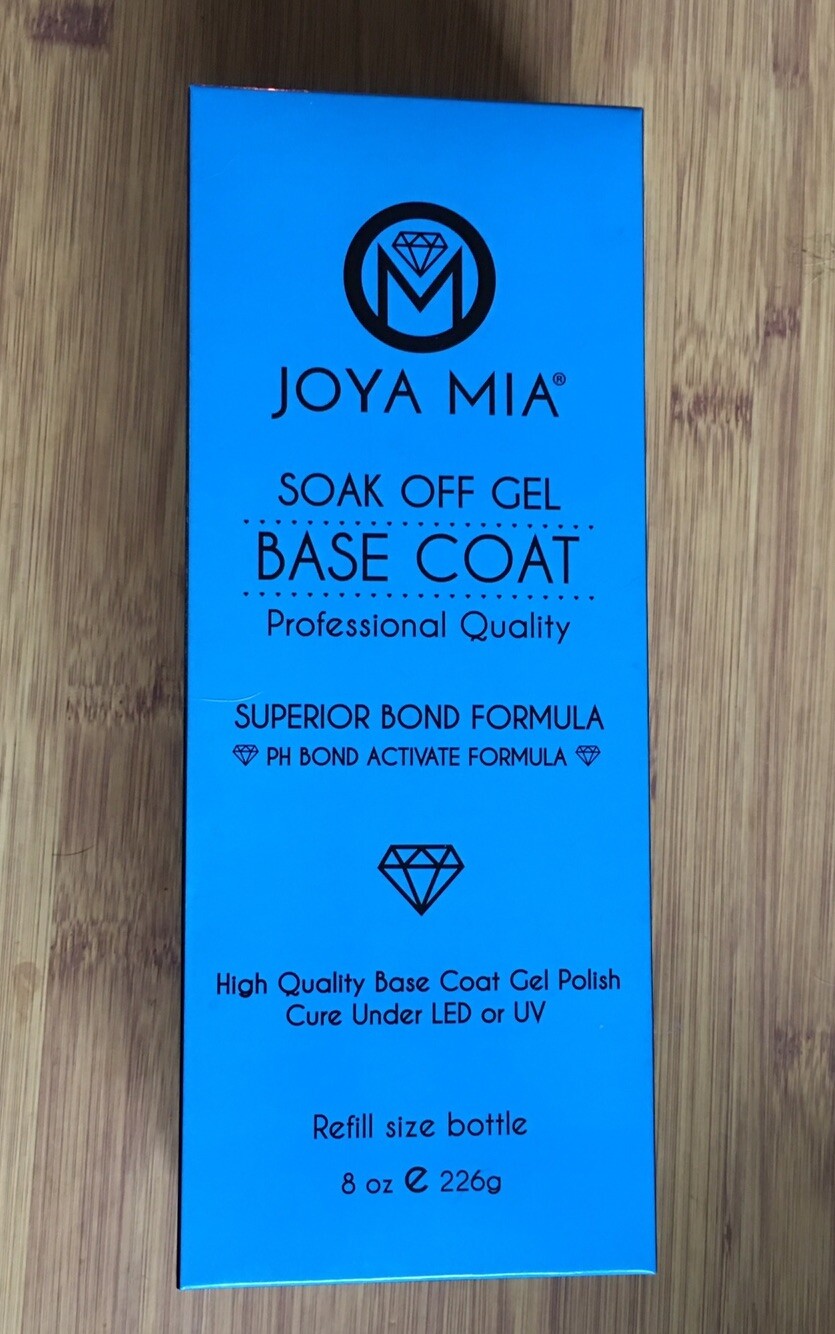 M
JOYA MIA®
SOAK OFF GEL
BASE COAT
Professional Quality
SUPERIOR BOND FORMULA
PH BOND ACTIVATE FORMULA
High Quality Base Coat Gel Polish
Cure Under LED or UV
Refill size bottle
8 oz e 226g